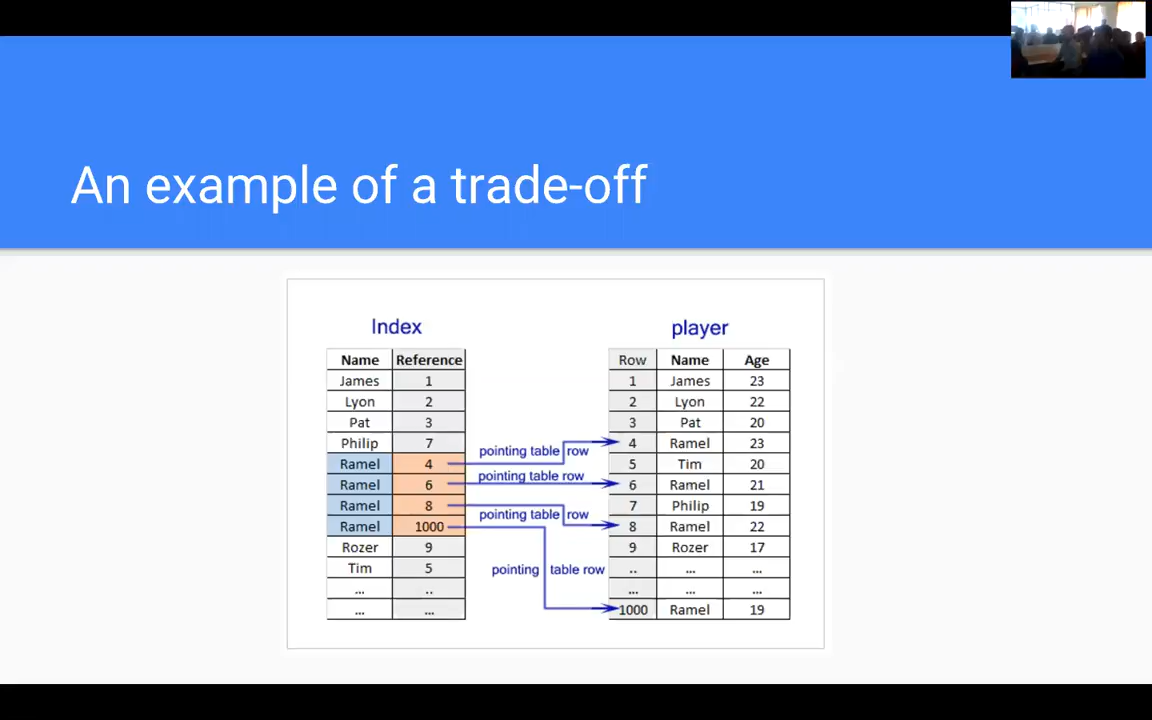 An example of a trade-off
Index
Name Reference
James 1
Lyon 2
Pat 3
Philip 7
Ramel 4
Ramel 6
Ramel 8
Ramel 1000
Rozer 9
Tim 5
... ..
... ...
pointing table row
pointing table row
pointing table row
pointing table row
player
Row Name Age
1 James 23
2 Lyon 22
3 Pat 20
4 Ramel 23
5 Tim 20
6 Ramel 21
7 Philip 19
8 Ramel 22
9 Rozer 17
.. ... ...
... ... ...
1000 Ramel 19